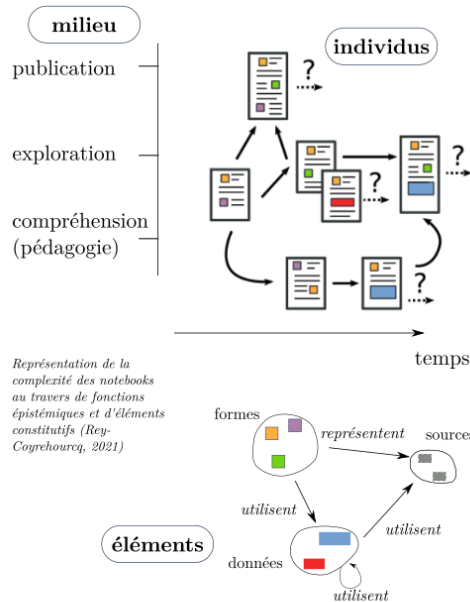 milieu
individus
publication
?
exploration
?
?
compréhension
(pédagogie)
?
temps
Représentation de la
complexité des notebooks
au travers de fonctions
épistémiques et d'éléments
constitutifs (Rey-
Coyrehourcq, 2021)
formes
représentent
sources
utilisent
utilisent
éléments
données
utilisent